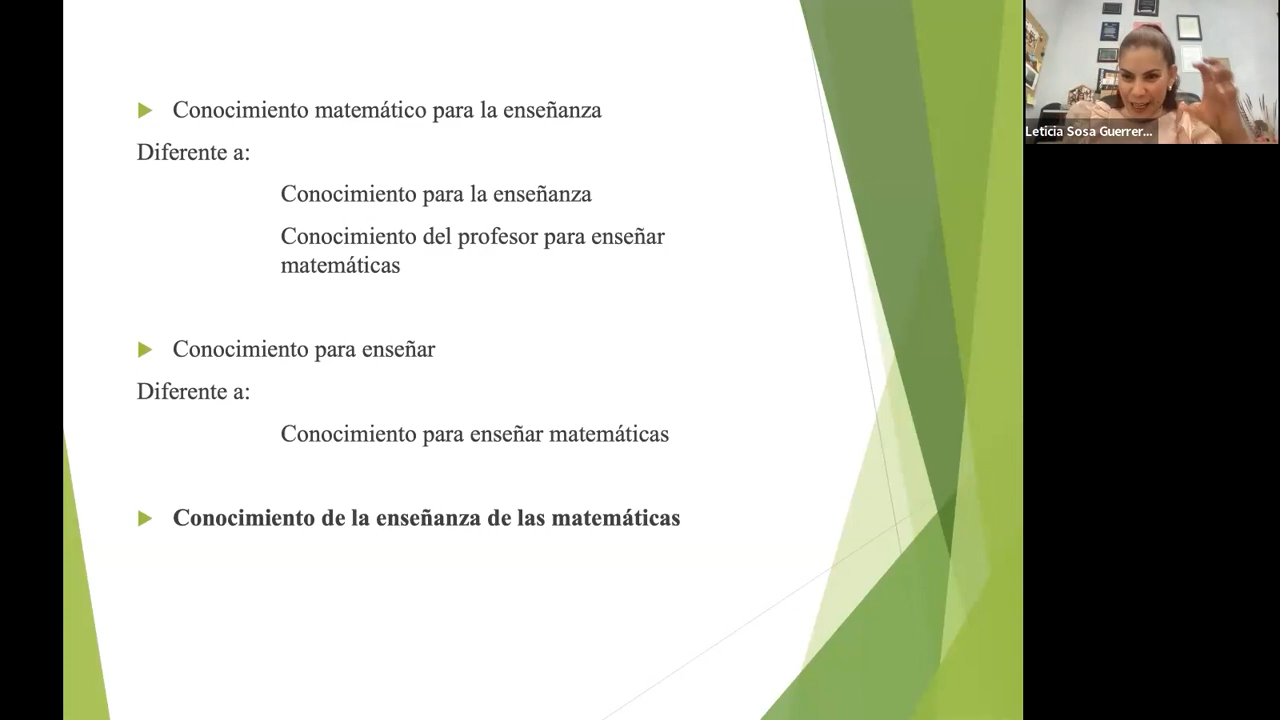 Conocimiento matemático para la enseñanza
Diferente a:
Conocimiento para la enseñanza
Conocimiento del profesor para enseñar
matemáticas
Conocimiento para enseñar
Diferente a:
Conocimiento para enseñar matemáticas
Conocimiento de la enseñanza de las matemáticas
Leticia Sosa Guerrer...